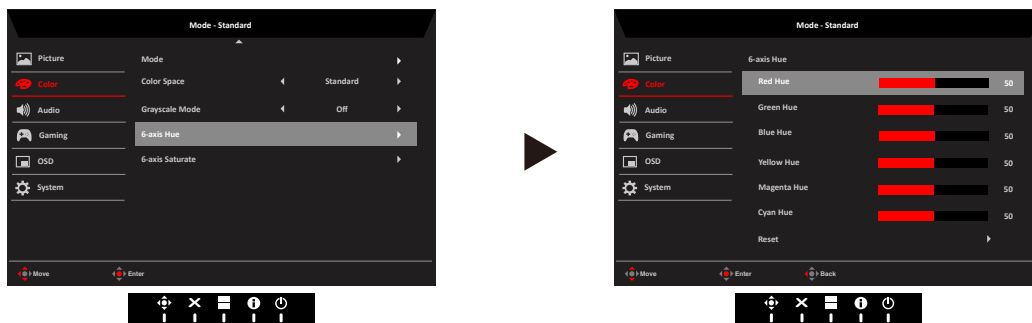 Mode - Standard
Picture
Color
Audio
Gaming
OSD
System
Mode
Color Space Standard
Grayscale Mode Off
6-axis Hue
6-axis Saturate
Move Enter
Mode - Standard
Picture
Color
Audio
Gaming
OSD
System
6-axis Hue
Red Hue 50
Green Hue 50
Blue Hue 50
Yellow Hue 50
Magenta Hue 50
Cyan Hue 50
Reset
Move Enter Back